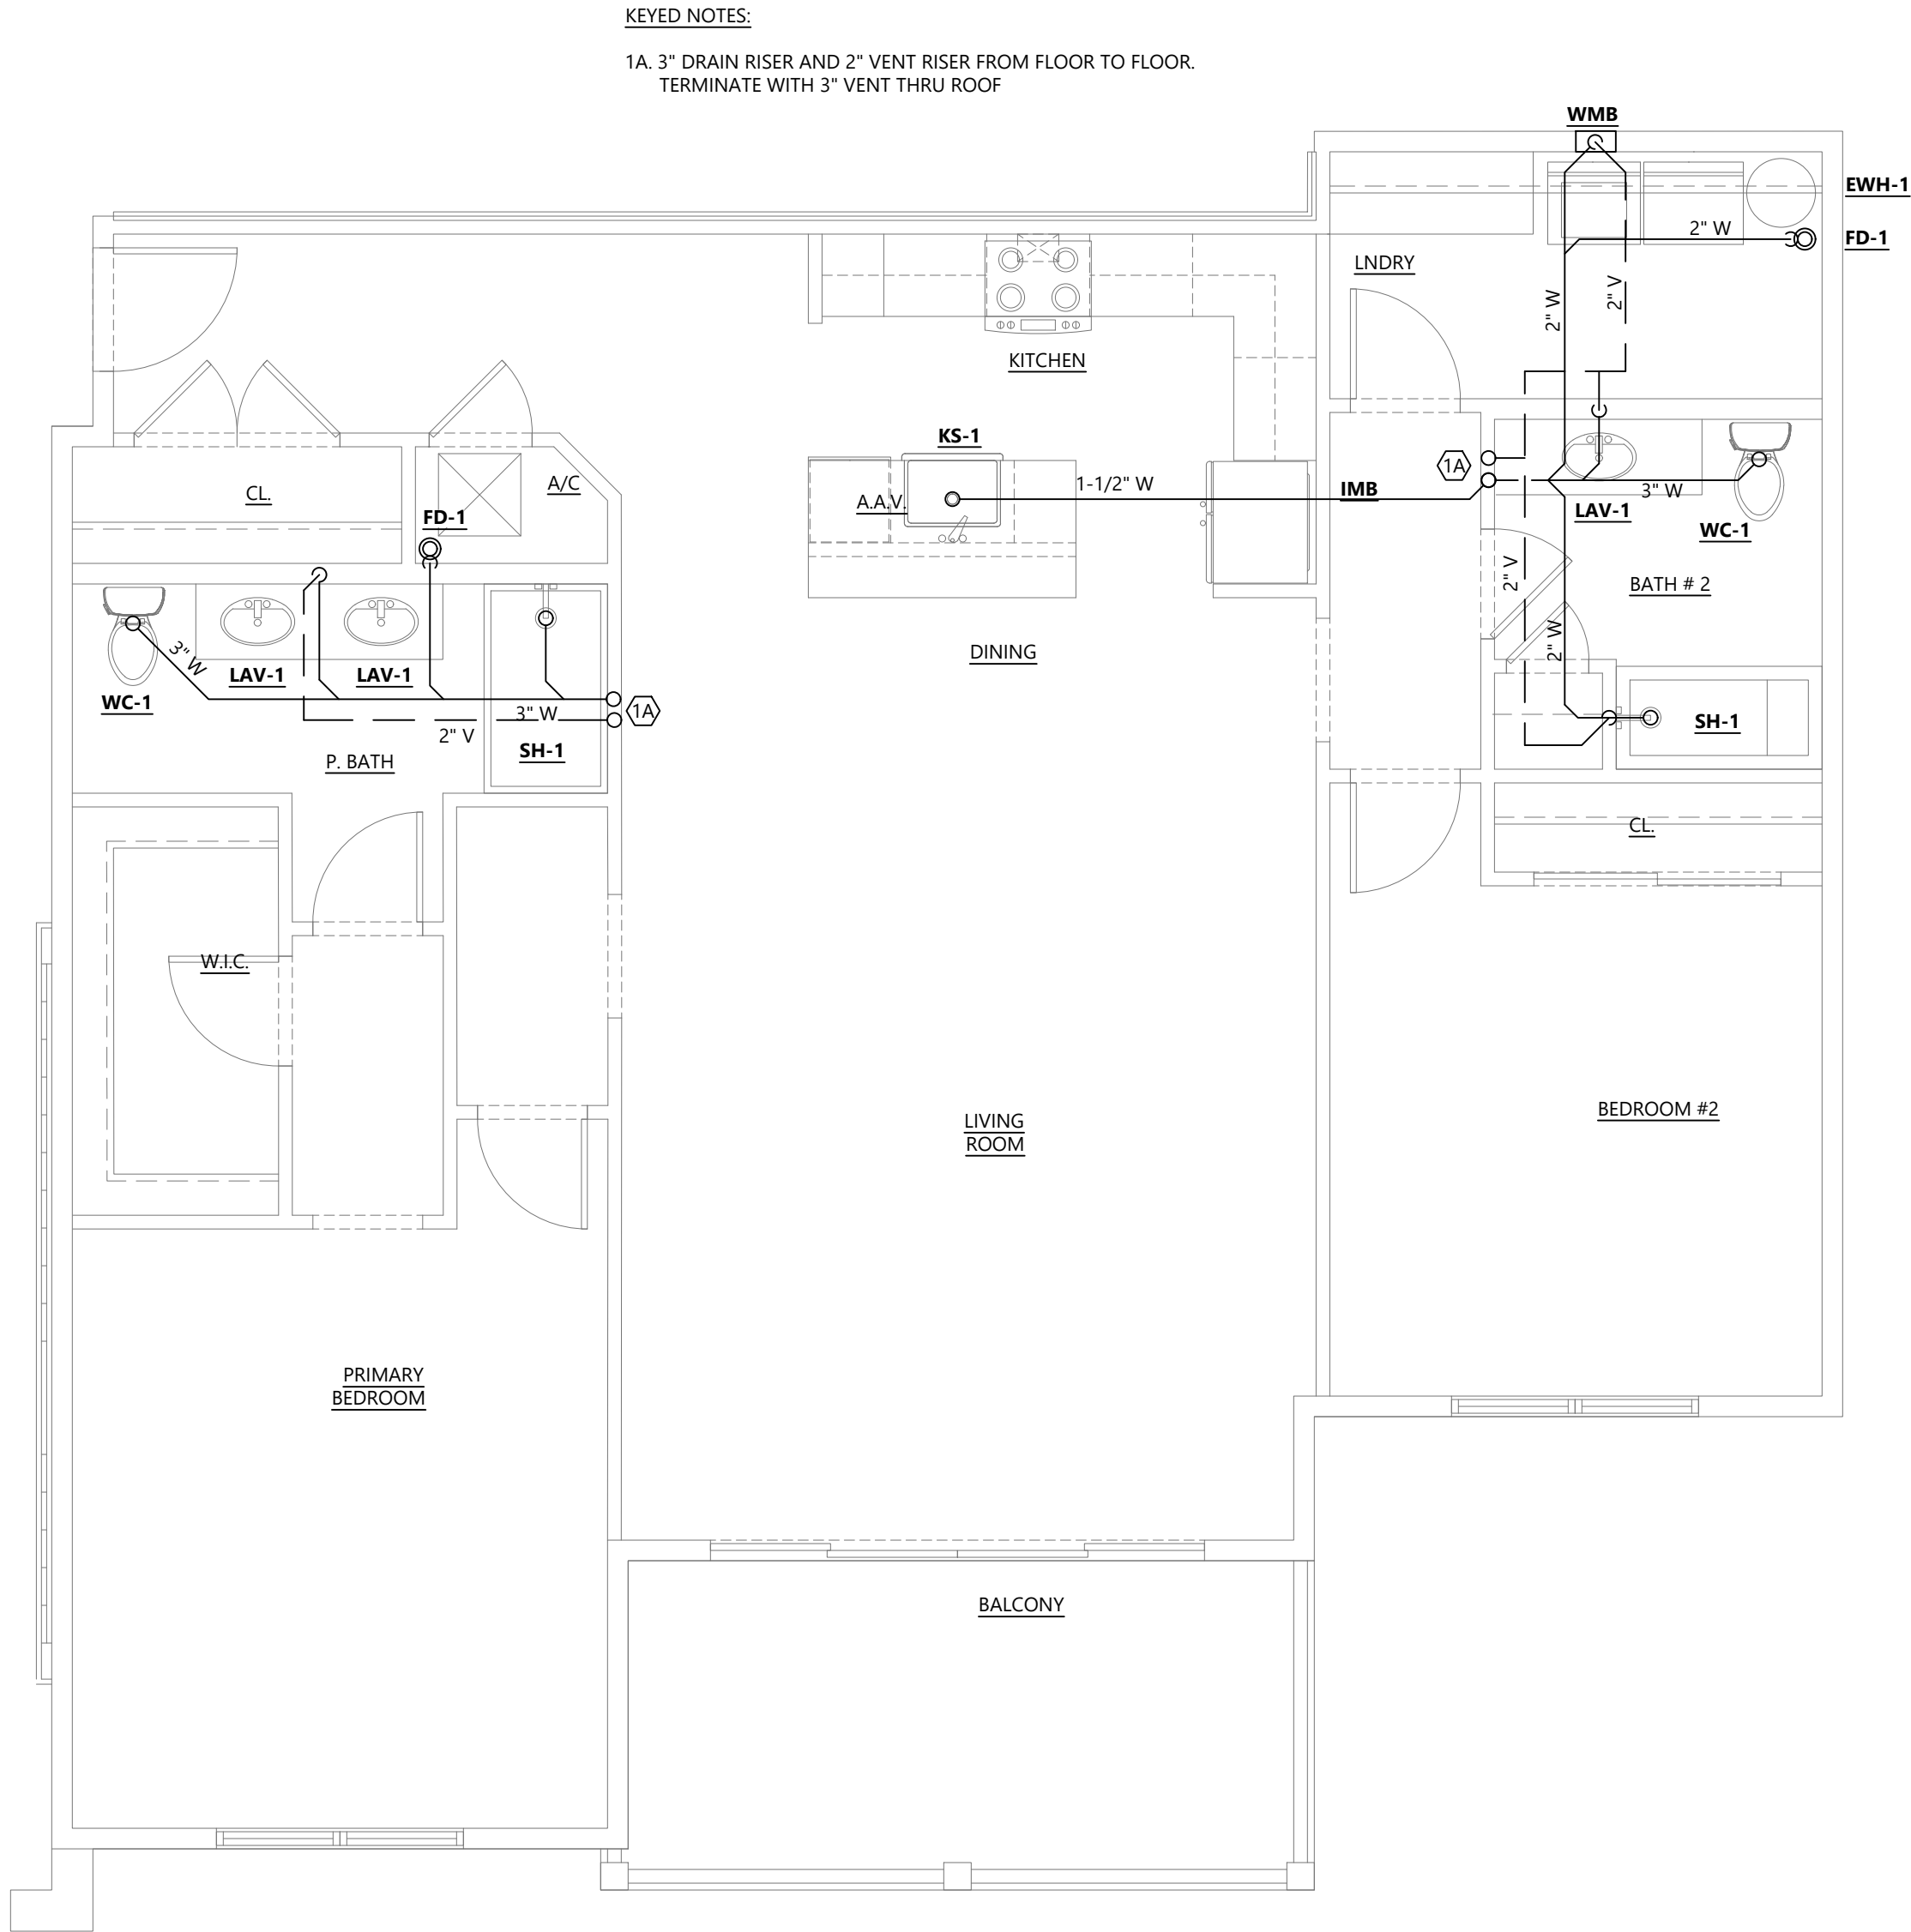 KEYED NOTES:
1A. 3" DRAIN RISER AND 2" VENT RISER FROM FLOOR TO FLOOR.
TERMINATE WITH 3" VENT THRU ROOF
WMB
EWH-1
2" W
FD-1
LNDRY
2" W
2" V
KITCHEN
KS-1
1A
A/C
CL.
A.A.V.
1-1/2" W
IMB
3" W
LAV-1
FD-1
WC-1
2" V
BATH # 2
2" W
DINING
3" W
LAV-1
LAV-1
WC-1
3" W
1A
2" V
SH-1
SH-1
P. BATH
CL.
W.I.C.
BEDROOM #2
LIVING
ROOM
PRIMARY
BEDROOM
BALCONY